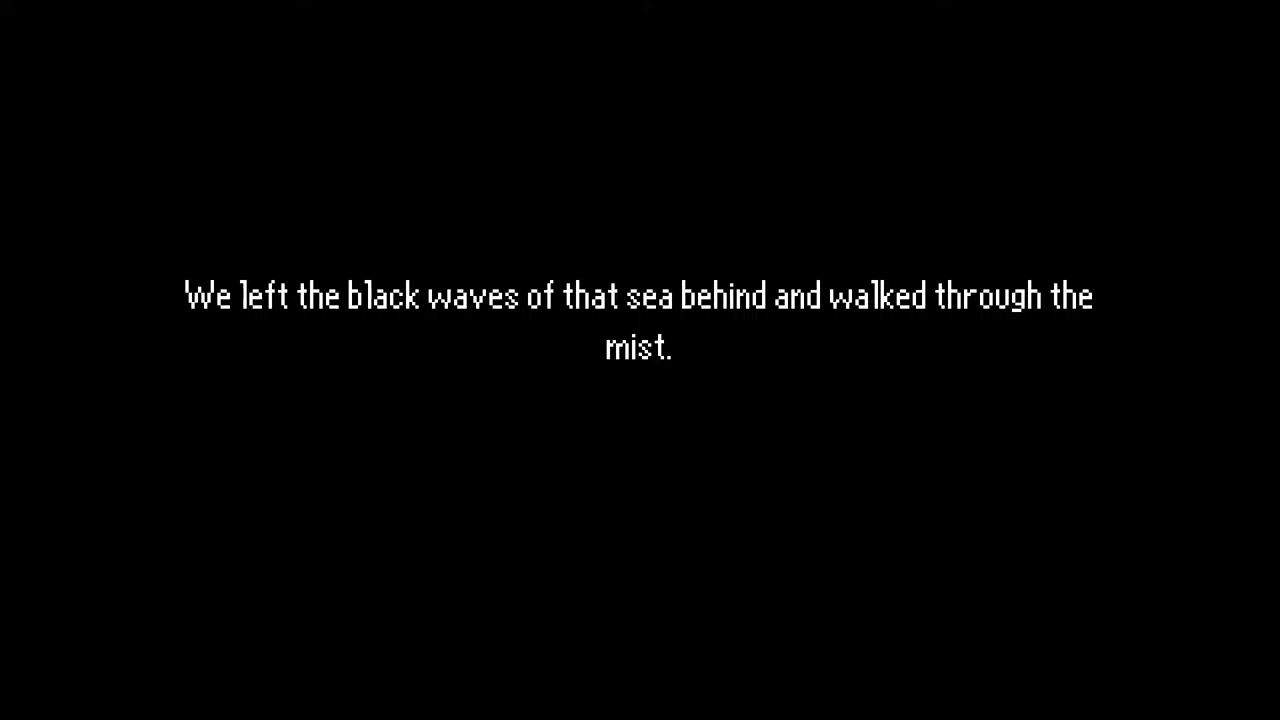 We left the black waves of that sea behind and walked through the
mist.